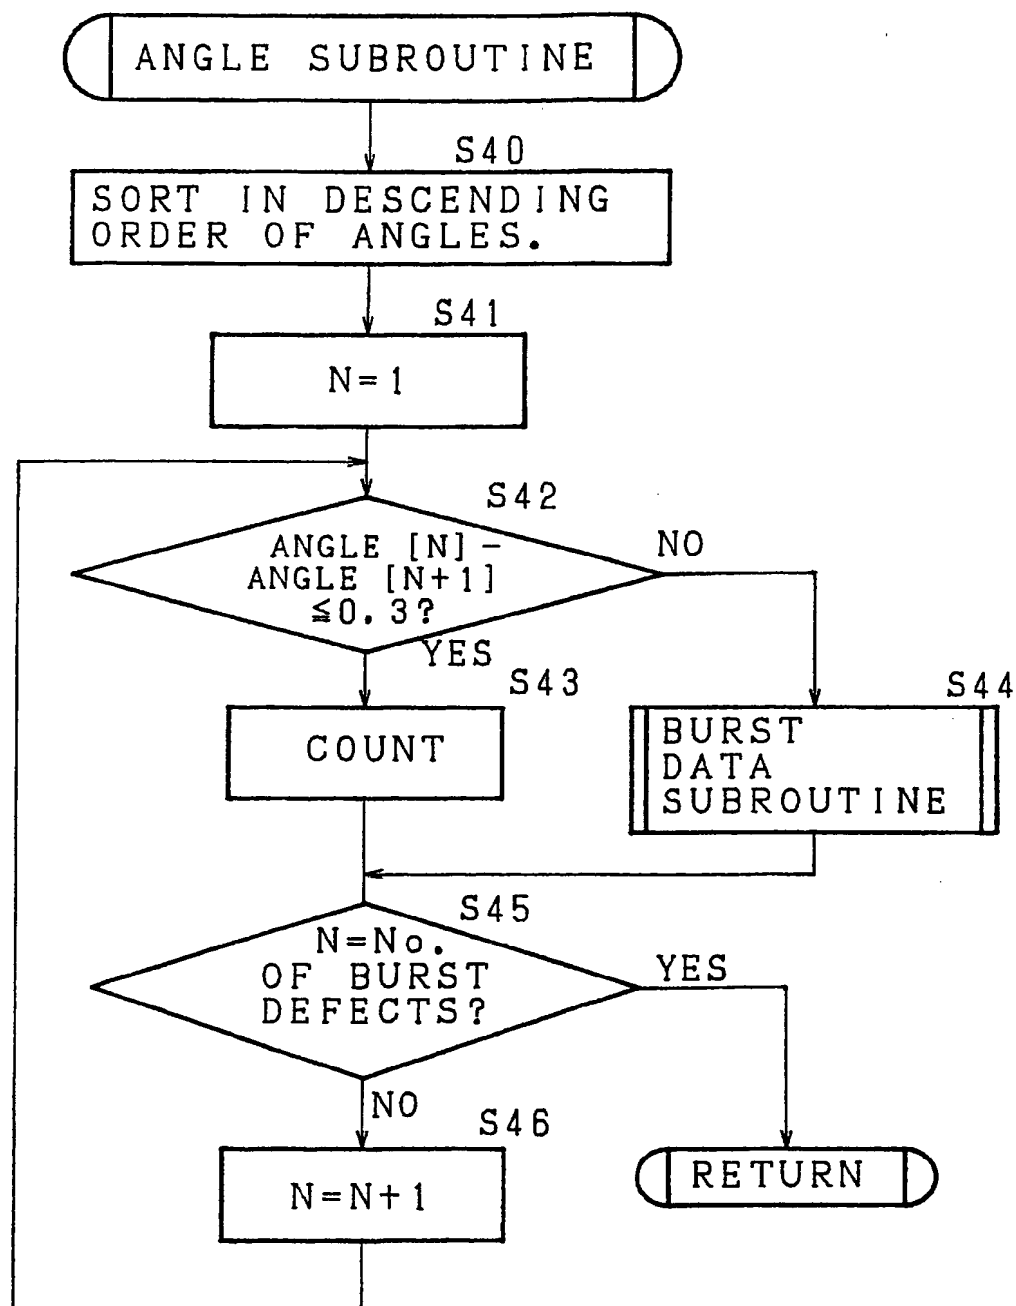 ANGLE SUBROUTINE
S40
SORT IN DESCENDING
ORDER OF ANGLES.
S41
N=1
S42
ANGLE [N]-
ANGLE [N+1]
≦0.3?
NO
YES
S43
COUNT
S44
BURST
DATA
SUBROUTINE
S45
N=No.
OF BURST
DEFECTS?
YES
NO
S46
N=N+1
RETURN